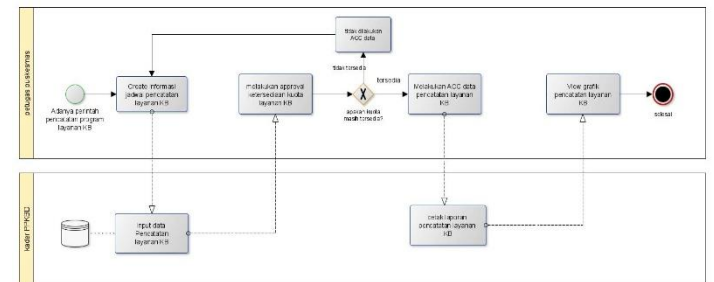 petugas puskesmas
Adanya perintah
pencatatan program
layanan KB
Create informasi
jadwal pencatatan
layanan KB
melakukan approval
ketersediaan kuota
layanan KB
tidak dilakukan
ACC data
tidak tersedia
apakah kuota
masih tersedia?
tersedia
Melakukan ACC data
pencatatan layanan
KB
View grafik
pencatatan layanan
KB
selesai
kader PPKBD
Input data
Pencatatan
layanan KB
cetak laporan
pencatatan layanan
KB